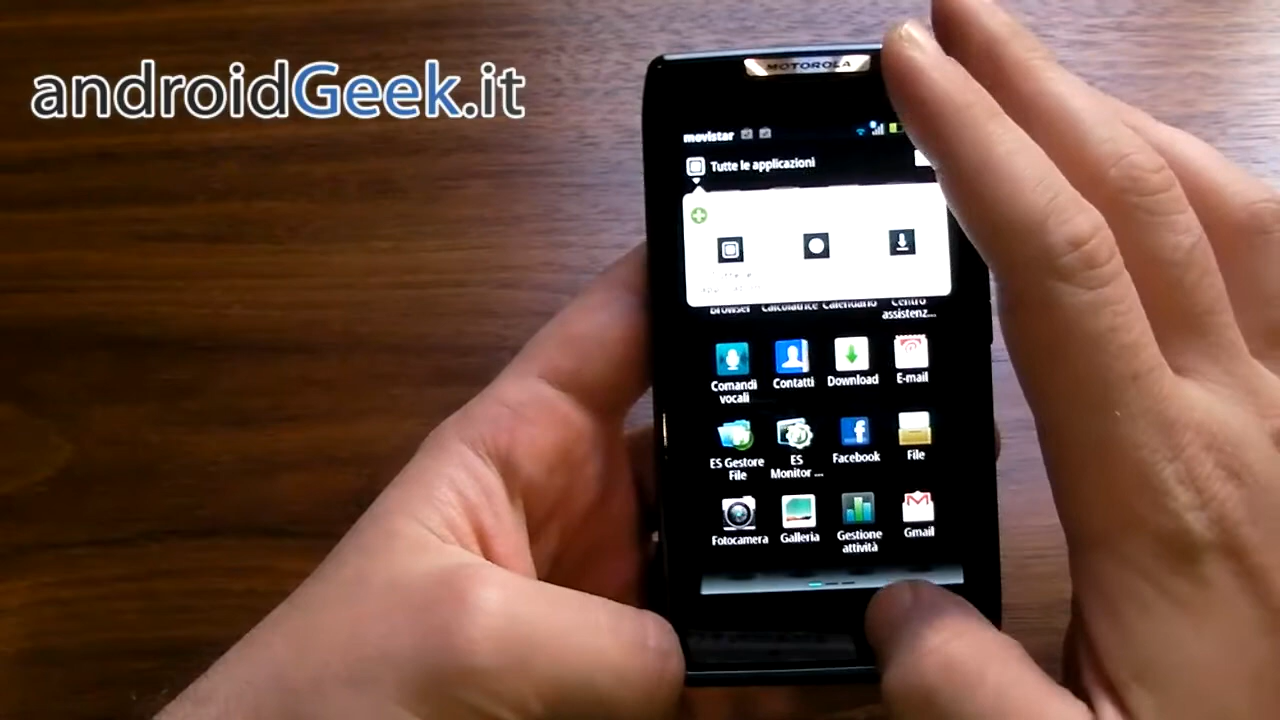 androidGeek.it
MOTOROLA
movistar
Tutte le applicazioni
Browser Calcolatrice Calendario Centro assistenz...
Comandi vocali
Contatti
Download
E-mail
ES Gestore File
ES Monitor ...
Facebook
File
Fotocamera
Galleria
Gestione attività
Gmail